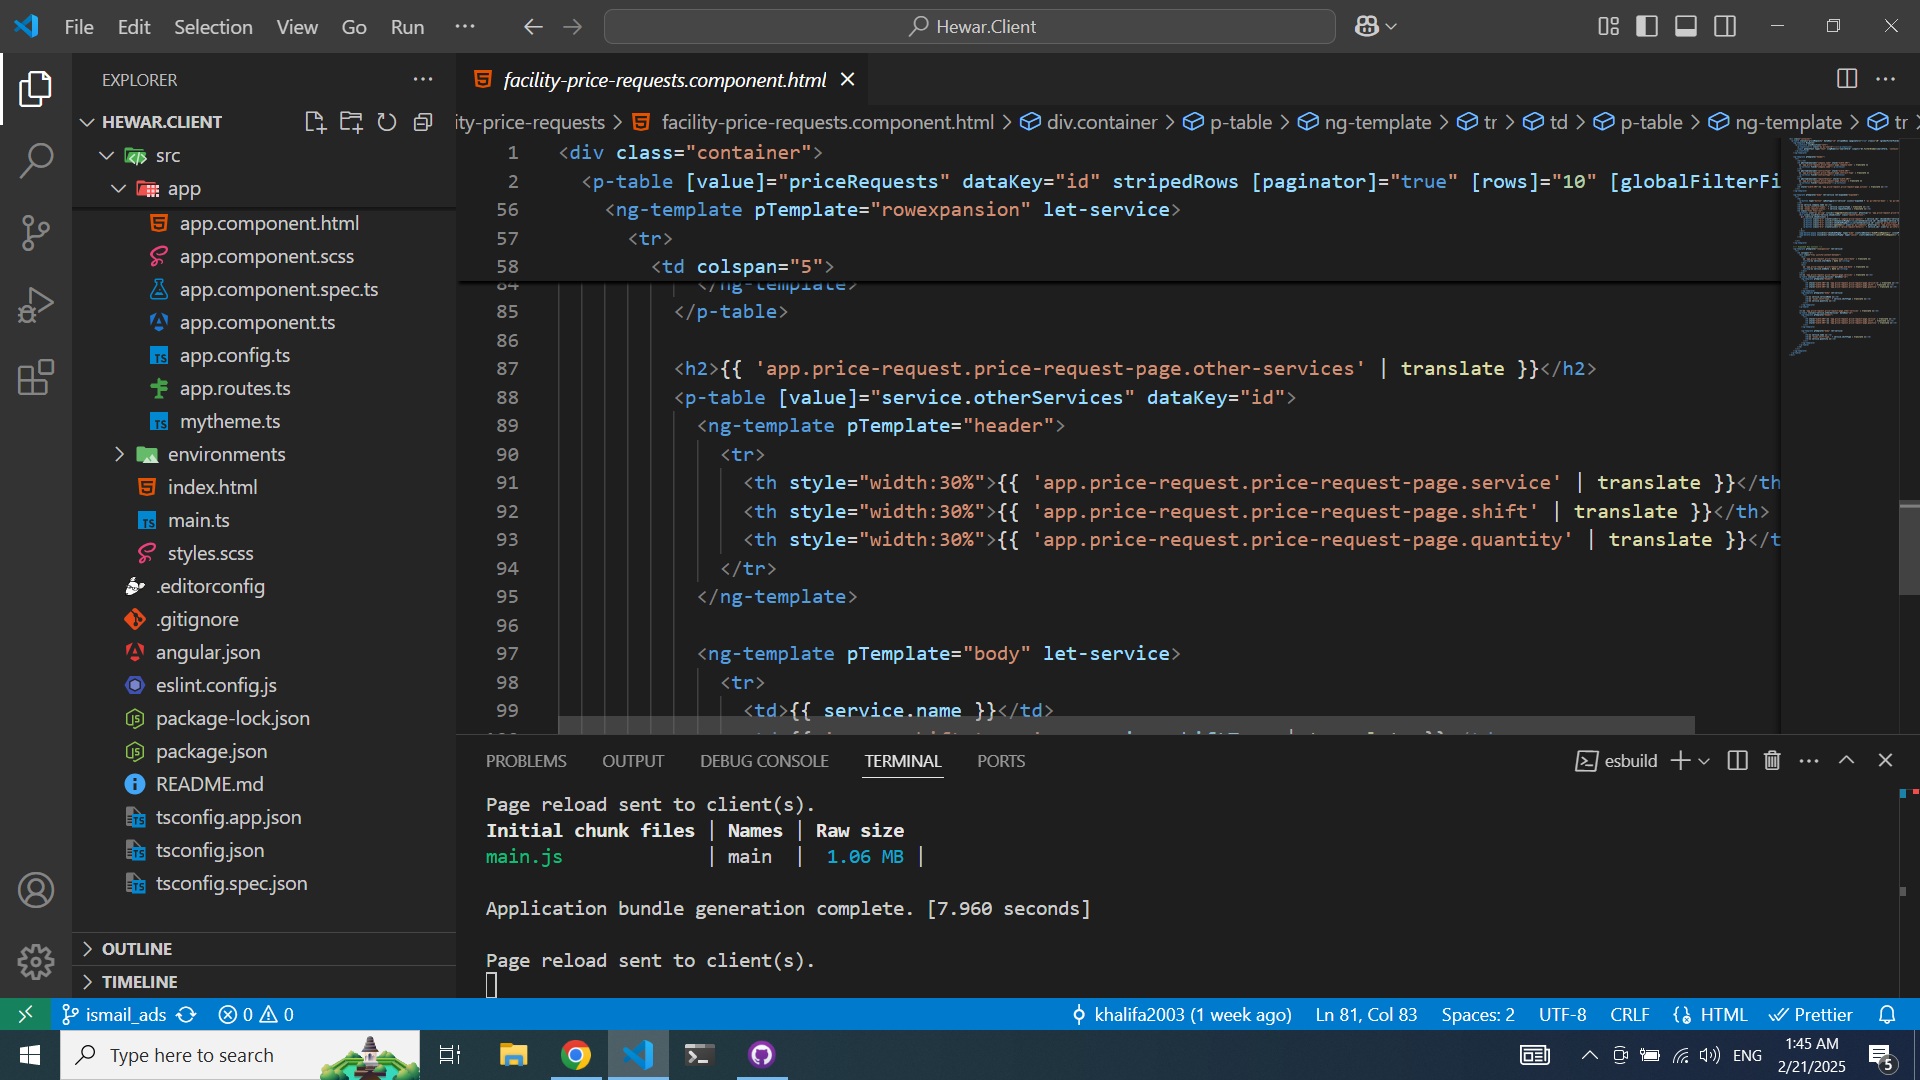 File Edit Selection View Go Run ... Hewar.Client
EXPLORER
HEWAR.CLIENT
src
app
app.component.html
app.component.scss
app.component.spec.ts
app.component.ts
app.config.ts
app.routes.ts
mytheme.ts
environments
index.html
main.ts
styles.scss
.editorconfig
.gitignore
angular.json
eslint.config.js
package-lock.json
package.json
README.md
tsconfig.app.json
tsconfig.json
tsconfig.spec.json
OUTLINE
TIMELINE
facility-price-requests.component.html
ity-price-requests > facility-price-requests.component.html > div.container > p-table > ng-template > tr > td > p-table > ng-template > tr >
1 <div class="container">
2 <p-table [value]="priceRequests" dataKey="id" stripedRows [paginator]="true" [rows]="10" [globalFilterFi
56 <ng-template pTemplate="rowexpansion" let-service>
57 <tr>
58 <td colspan="5">
84 </ng-template>
85 </p-table>
86
87 <h2>{{ 'app.price-request.price-request-page.other-services' | translate }}</h2>
88 <p-table [value]="service.otherServices" dataKey="id">
89 <ng-template pTemplate="header">
90 <tr>
91 <th style="width:30%">{{ 'app.price-request.price-request-page.service' | translate }}</th
92 <th style="width:30%">{{ 'app.price-request.price-request-page.shift' | translate }}</th>
93 <th style="width:30%">{{ 'app.price-request.price-request-page.quantity' | translate }}</t
94 </tr>
95 </ng-template>
96
97 <ng-template pTemplate="body" let-service>
98 <tr>
99 <td>{{ service.name }}</td>
PROBLEMS OUTPUT DEBUG CONSOLE TERMINAL PORTS esbuild
Page reload sent to client(s).
Initial chunk files | Names | Raw size
main.js | main | 1.06 MB |
Application bundle generation complete. [7.960 seconds]
Page reload sent to client(s).
ismail_ads 0 0 khalifa2003 (1 week ago) Ln 81, Col 83 Spaces: 2 UTF-8 CRLF HTML Prettier
Type here to search ENG 1:45 AM
2/21/2025 5